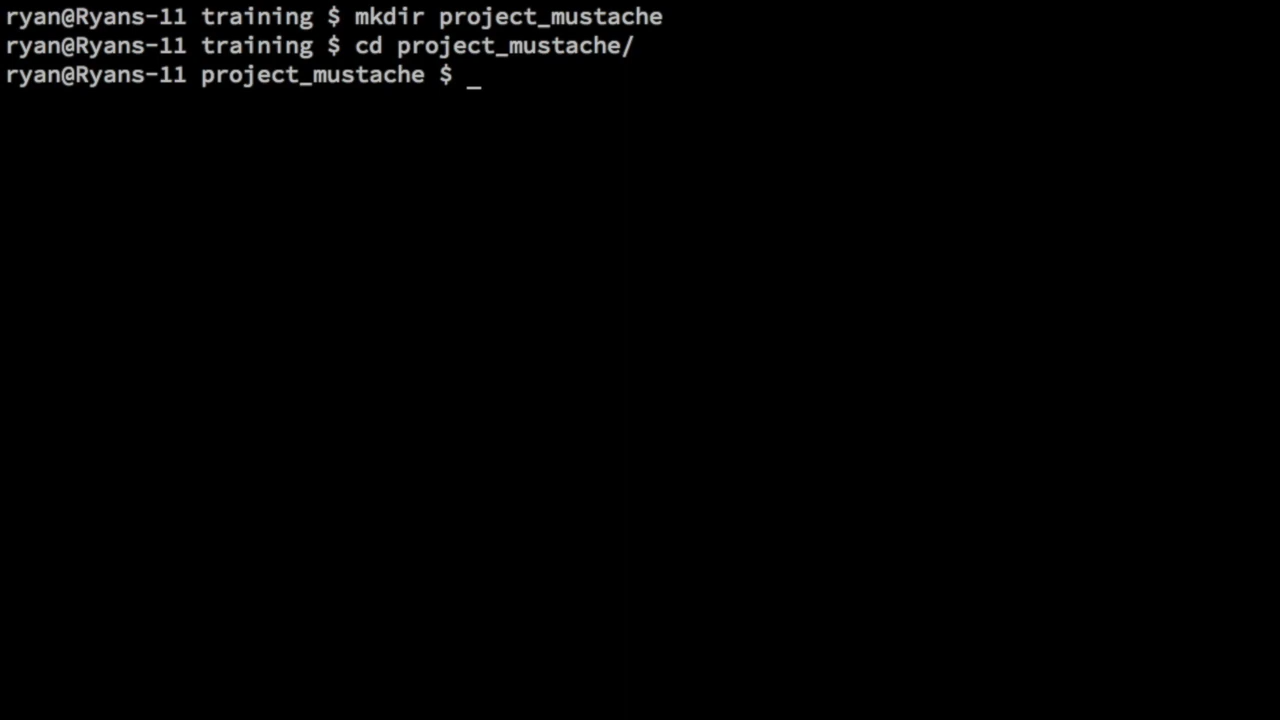 ryan@Ryans-11 training $ mkdir project_mustache
ryan@Ryans-11 training $ cd project_mustache/
ryan@Ryans-11 project_mustache $ _